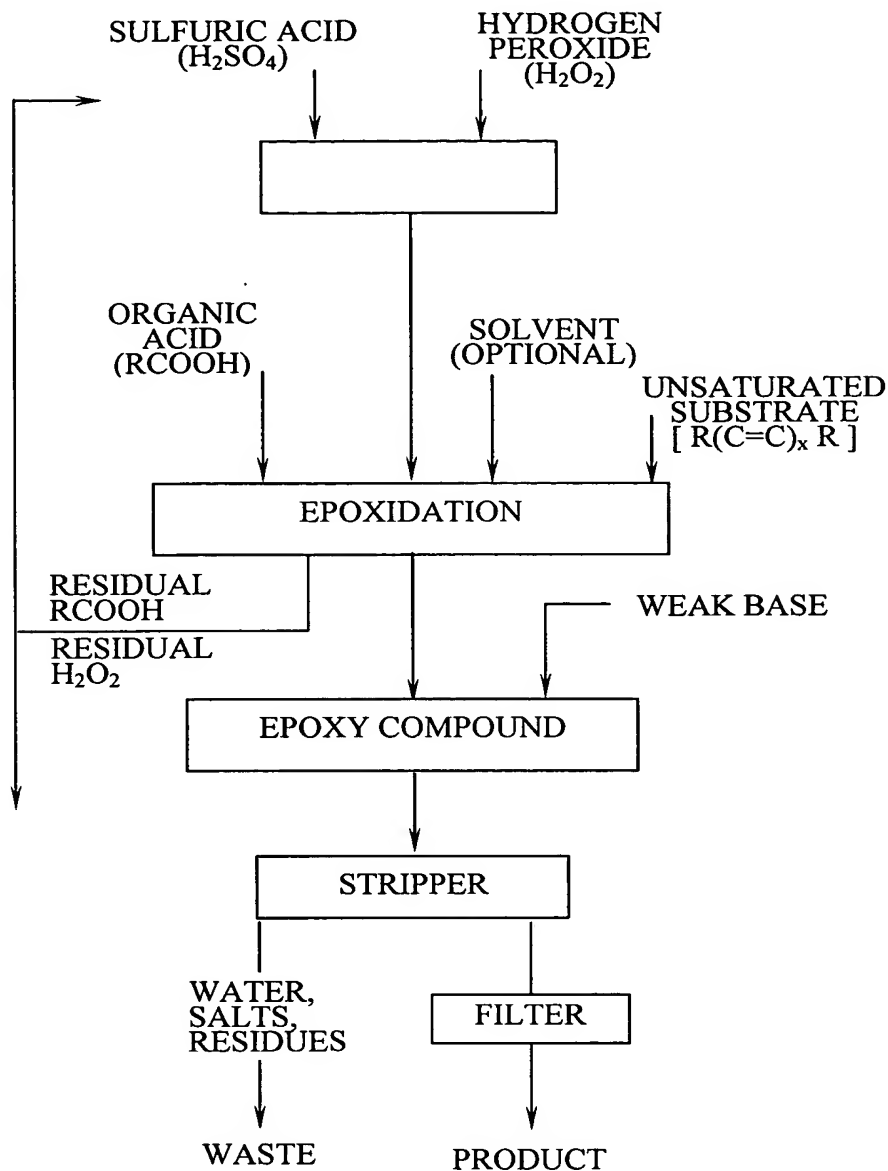 SULFURIC ACID
(H₂SO₄)
HYDROGEN
PEROXIDE
(H₂O₂)
ORGANIC
ACID
(RCOOH)
SOLVENT
(OPTIONAL)
UNSATURATED
SUBSTRATE
[ R(C=C)ₓ R ]
EPOXIDATION
RESIDUAL
RCOOH
RESIDUAL
H₂O₂
WEAK BASE
EPOXY COMPOUND
STRIPPER
WATER,
SALTS,
RESIDUES
FILTER
WASTE
PRODUCT